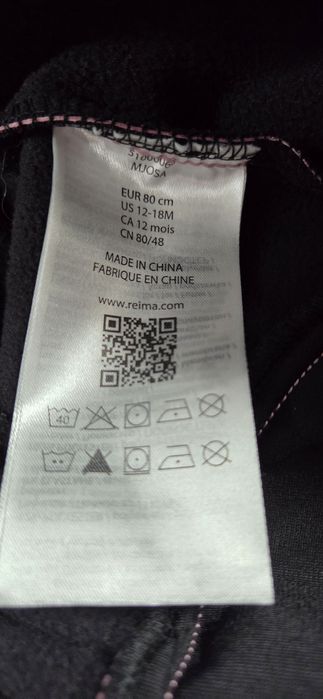 5100006
MJOSA
EUR 80 cm
US 12-18M
CA 12 mois
CN 80/48
MADE IN CHINA
FABRIQUE EN CHINE
www.reima.com
40